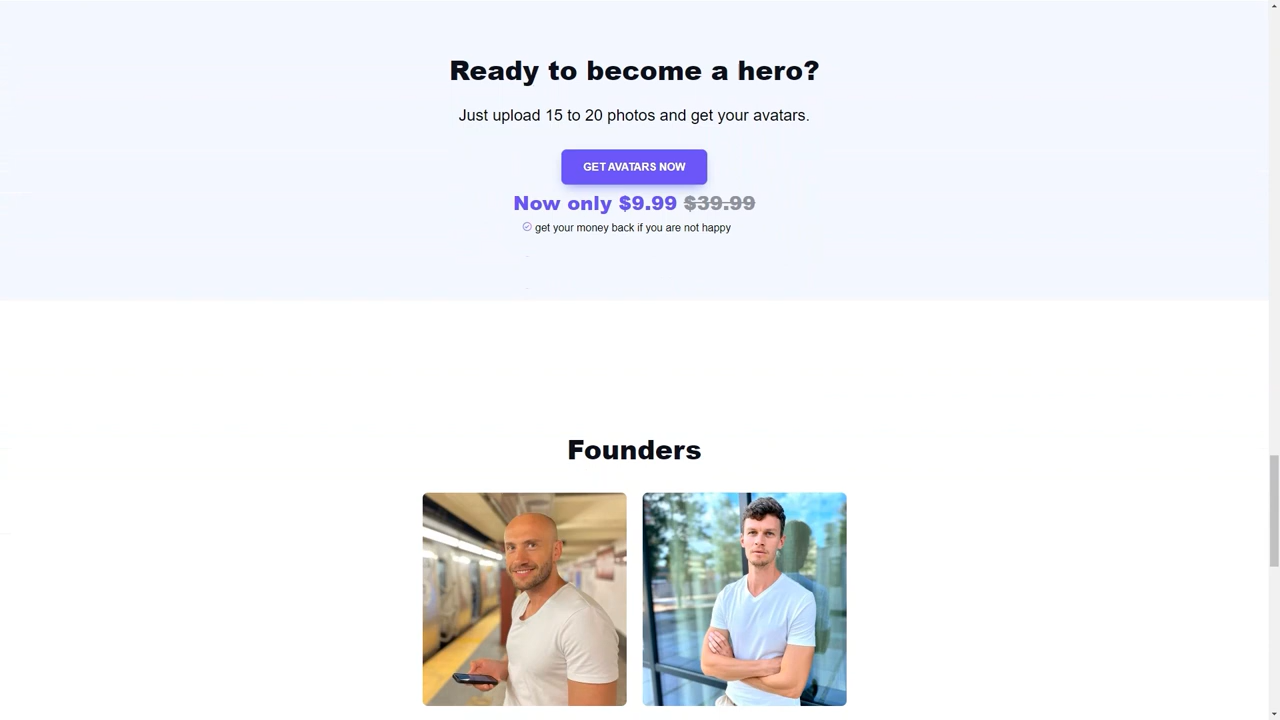 Ready to become a hero?
Just upload 15 to 20 photos and get your avatars.
GET AVATARS NOW
Now only $9.99 $39.99
get your money back if you are not happy
Founders